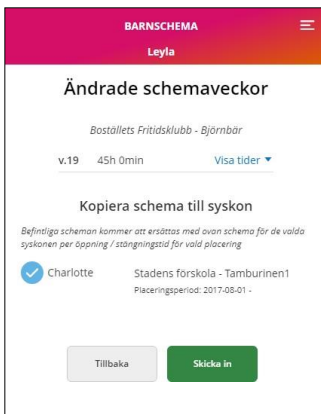 BARNSCHEMA
Leyla
Ändrade schemaveckor
Boställets Fritidsklubb - Björnbär
v.19 45h 0min Visa tider
Kopiera schema till syskon
Befintliga scheman kommer att ersättas med ovan schema för de valda
syskonen per öppning / stängningstid för vald placering
Charlotte Stadens förskola - Tamburinen1
Placeringsperiod: 2017-08-01 -
Tillbaka Skicka in